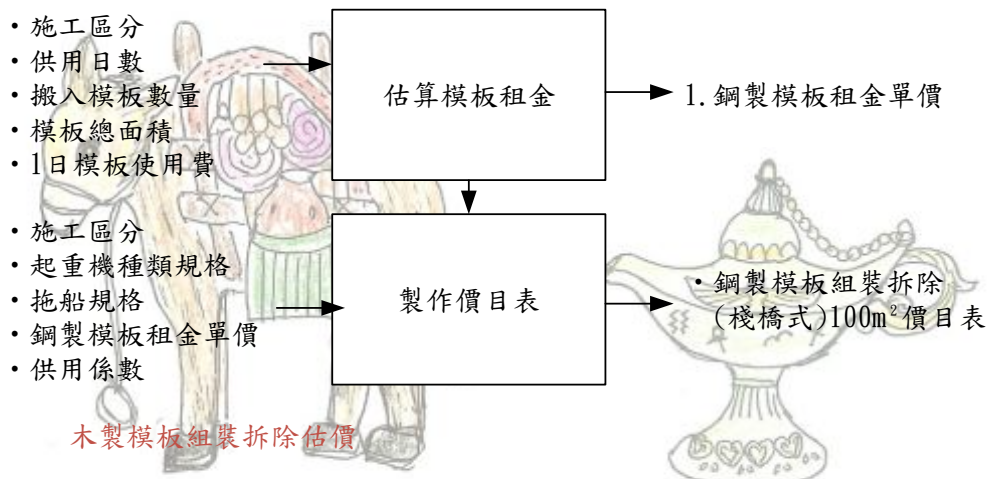 ・施工區分
・供用日數
・搬入模板數量
・模板總面積
・1日模板使用費
估算模板租金
1.鋼製模板租金單價
・施工區分
・起重機種類規格
・拖船規格
・鋼製模板租金單價
・供用係數
製作價目表
・鋼製模板組裝拆除
(棧橋式)100m²價目表
木製模板組裝拆除估價